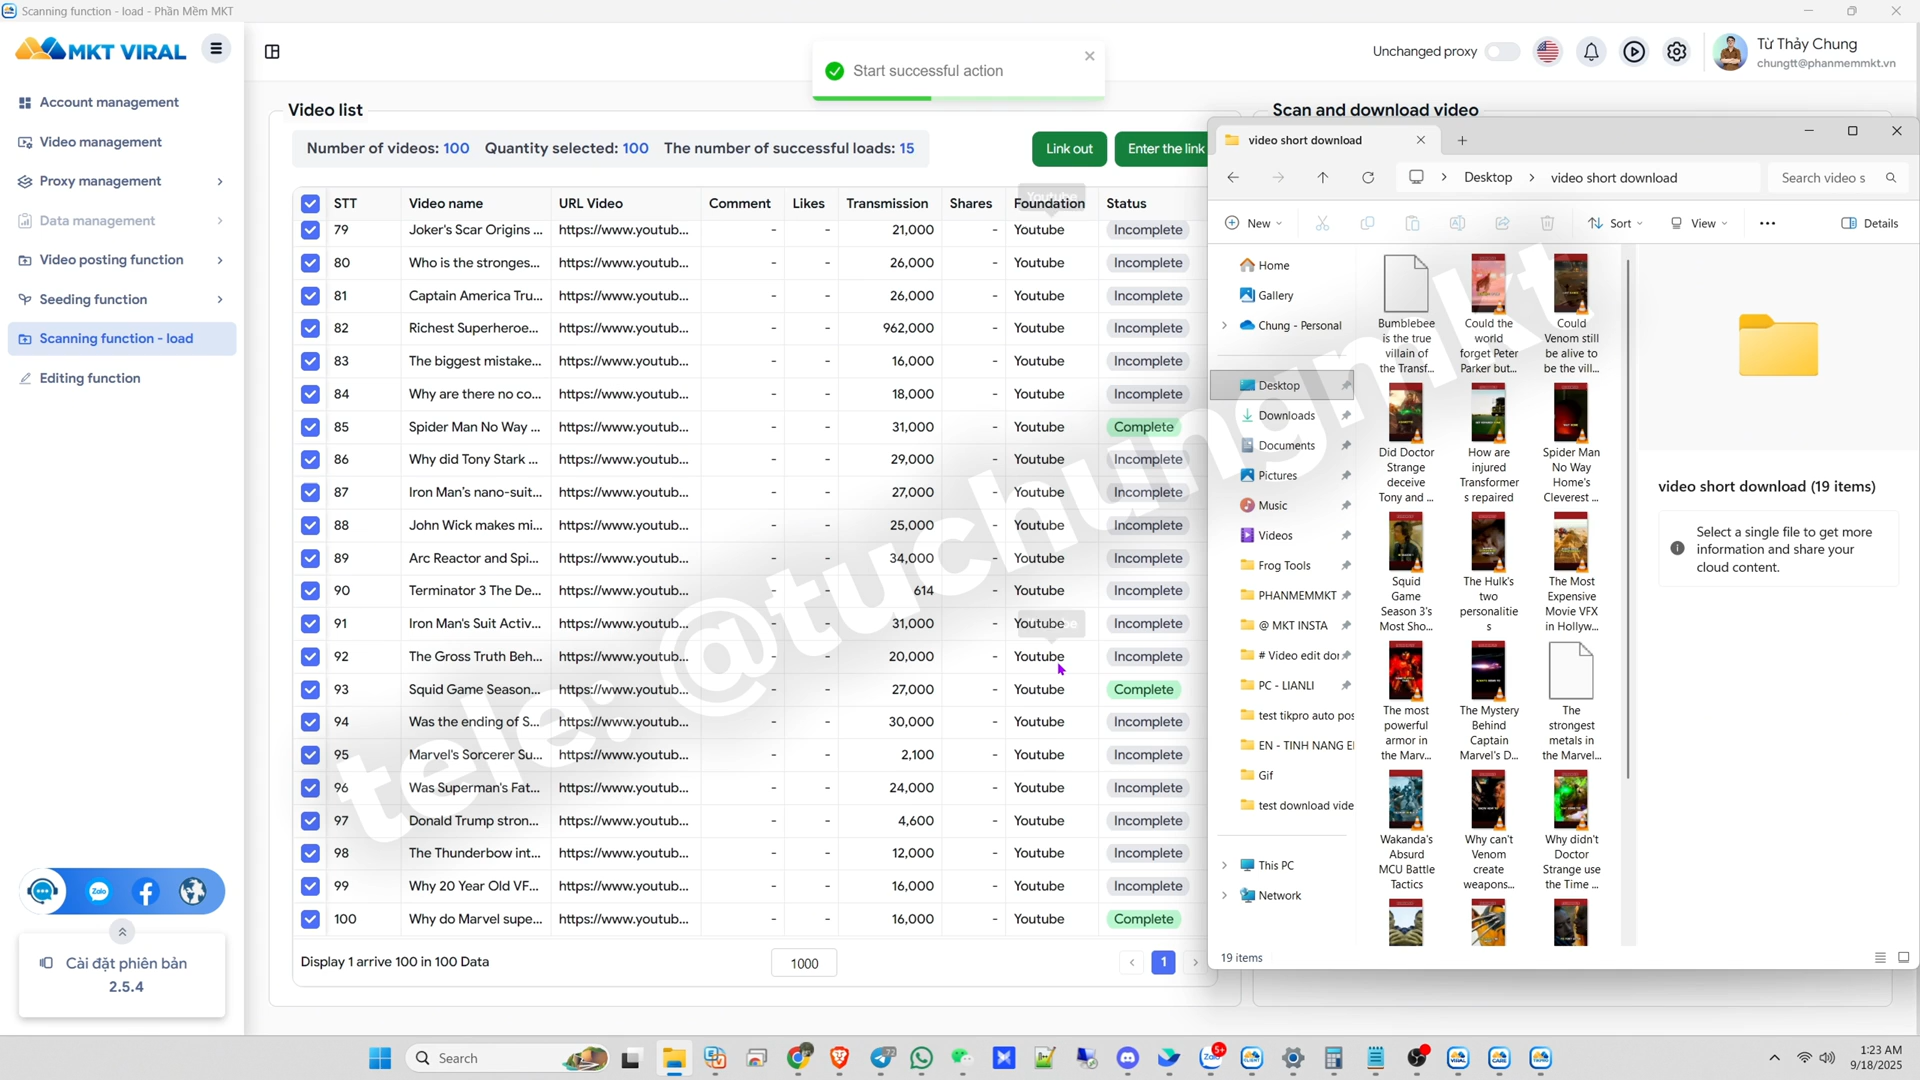 Scanning function - load - Phần Mềm MKT
MKT VIRAL
Account management
Video management
Proxy management
Data management
Video posting function
Seeding function
Scanning function - load
Editing function
Zalo
Cài đặt phiên bản
2.5.4
Start successful action
Unchanged proxy
Từ Thảy Chung
chungtt@phanmemmkt.vn
Video list
Number of videos: 100 Quantity selected: 100 The number of successful loads: 15
Link out
Enter the link
STT Video name URL Video Comment Likes Transmission Shares Foundation Status
79 Joker's Scar Origins ... https://www.youtub... - - 21,000 - Youtube Incomplete
80 Who is the stronges... https://www.youtub... - - 26,000 - Youtube Incomplete
81 Captain America Tru... https://www.youtub... - - 26,000 - Youtube Incomplete
82 Richest Superheroe... https://www.youtub... - - 962,000 - Youtube Incomplete
83 The biggest mistake... https://www.youtub... - - 16,000 - Youtube Incomplete
84 Why are there no co... https://www.youtub... - - 18,000 - Youtube Incomplete
85 Spider Man No Way ... https://www.youtub... - - 31,000 - Youtube Complete
86 Why did Tony Stark ... https://www.youtub... - - 29,000 - Youtube Incomplete
87 Iron Man's nano-suit... https://www.youtub... - - 27,000 - Youtube Incomplete
88 John Wick makes mi... https://www.youtub... - - 25,000 - Youtube Incomplete
89 Arc Reactor and Spi... https://www.youtub... - - 34,000 - Youtube Incomplete
90 Terminator 3 The De... https://www.youtub... - - 614 - Youtube Incomplete
91 Iron Man's Suit Activ... https://www.youtub... - - 31,000 - Youtube Incomplete
92 The Gross Truth Beh... https://www.youtub... - - 20,000 - Youtube Incomplete
93 Squid Game Season... https://www.youtub... - - 27,000 - Youtube Complete
94 Was the ending of S... https://www.youtub... - - 30,000 - Youtube Incomplete
95 Marvel's Sorcerer Su... https://www.youtub... - - 2,100 - Youtube Incomplete
96 Was Superman's Fat... https://www.youtub... - - 24,000 - Youtube Incomplete
97 Donald Trump stron... https://www.youtub... - - 4,600 - Youtube Incomplete
98 The Thunderbow int... https://www.youtub... - - 12,000 - Youtube Incomplete
99 Why 20 Year Old VF... https://www.youtub... - - 16,000 - Youtube Incomplete
100 Why do Marvel supe... https://www.youtub... - - 16,000 - Youtube Complete
Display 1 arrive 100 in 100 Data
1000
1
tele: @tuchungmkt
Scan and download video
video short download
Desktop > video short download
Search video s
New
Sort
View
Details
Home
Gallery
Chung - Personal
Desktop
Downloads
Documents
Pictures
Music
Videos
Frog Tools
PHANMEMMKT
@ MKT INSTA
# Video edit dor
PC - LIANLI
test tikpro auto pos
EN - TINH NANG E
Gif
test download vide
This PC
Network
Bumblebee
is the true
villain of
the Transf...
Could the
world
forget Peter
Parker but...
Could
Venom still
be alive to
be the vill...
Did Doctor
Strange
deceive
Tony and ...
How are
injured
Transformer
s repaired
Spider Man
No Way
Home's
Cleverest ...
Squid
Game
Season 3's
Most Sho...
The Hulk's
two
personalitie
s
The Most
Expensive
Movie VFX
in Hollyw...
The most
powerful
armor in
the Marv...
The Mystery
Behind
Captain
Marvel's D...
The
strongest
metals in
the Marvel...
Wakanda's
Absurd
MCU Battle
Tactics
Why can't
Venom
create
weapons...
Why didn't
Doctor
Strange use
the Time ...
video short download (19 items)
Select a single file to get more
information and share your
cloud content.
19 items
Search
1:23 AM
9/18/2025